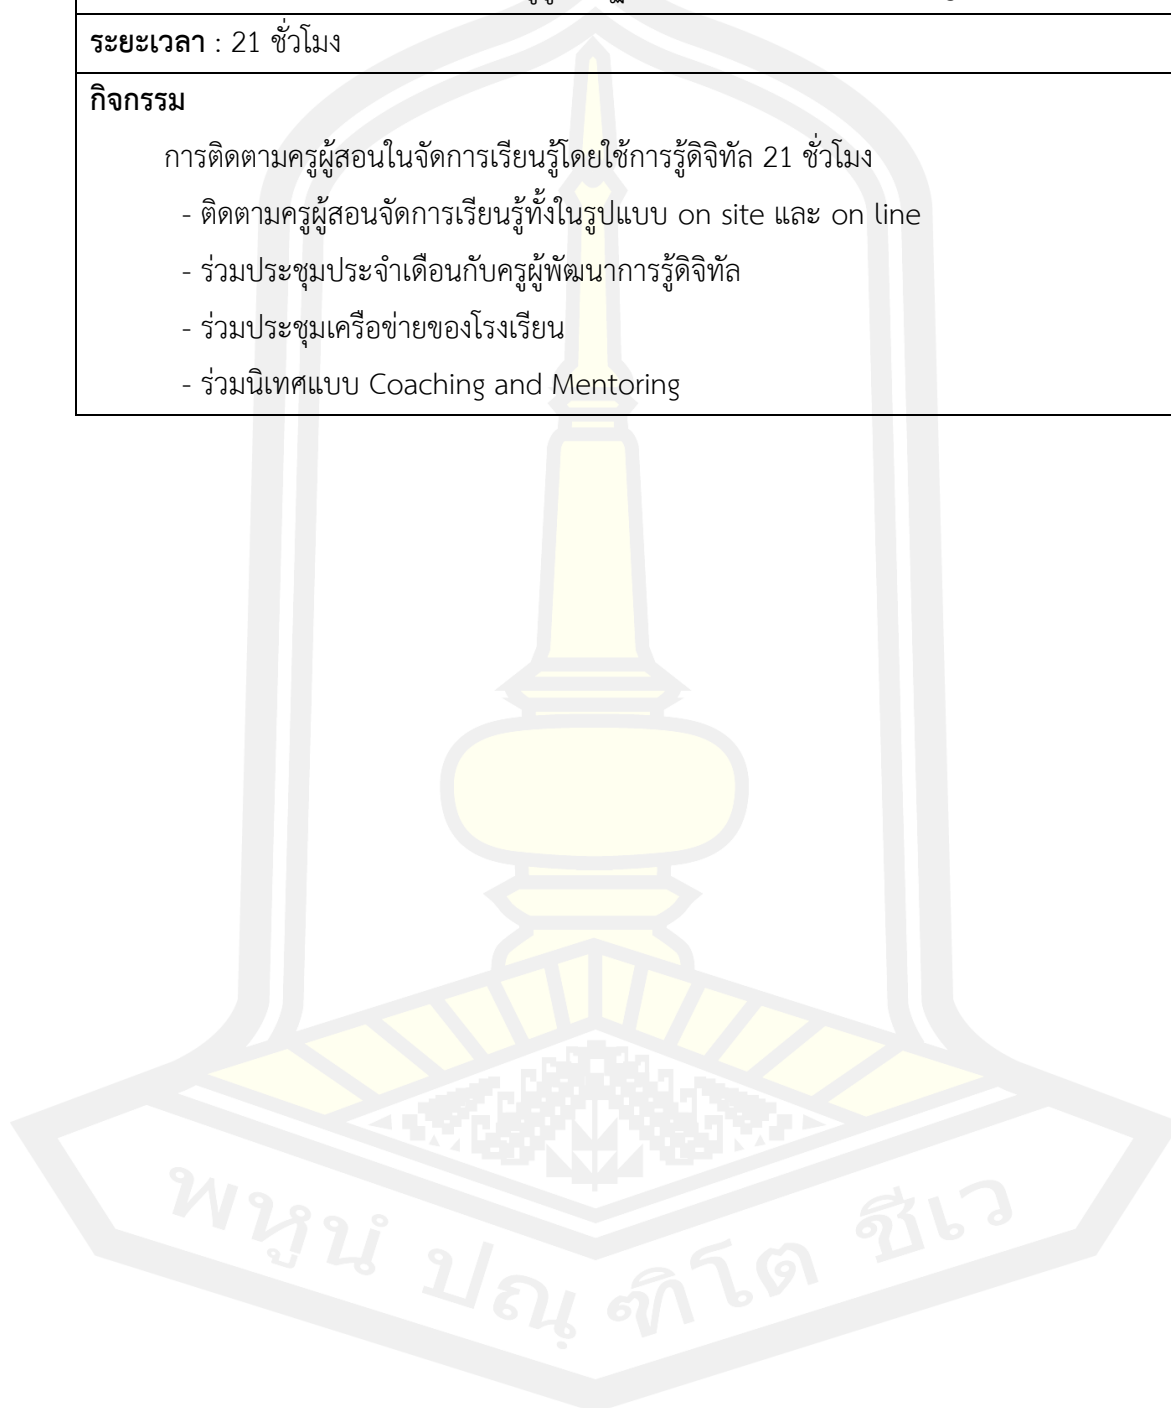 ระยะเวลา : 21 ชั่วโมง
กิจกรรม
การติดตามครูผู้สอนในจัดการเรียนรู้โดยใช้การรู้ดิจิทัล 21 ชั่วโมง
- ติดตามครูผู้สอนจัดการเรียนรู้ทั้งในรูปแบบ on site และ on line
- ร่วมประชุมประจำเดือนกับครูผู้พัฒนาการรู้ดิจิทัล
- ร่วมประชุมเครือข่ายของโรงเรียน
- ร่วมนิเทศแบบ Coaching and Mentoring
พหูนํ ปณฺฑิโต ชีเว